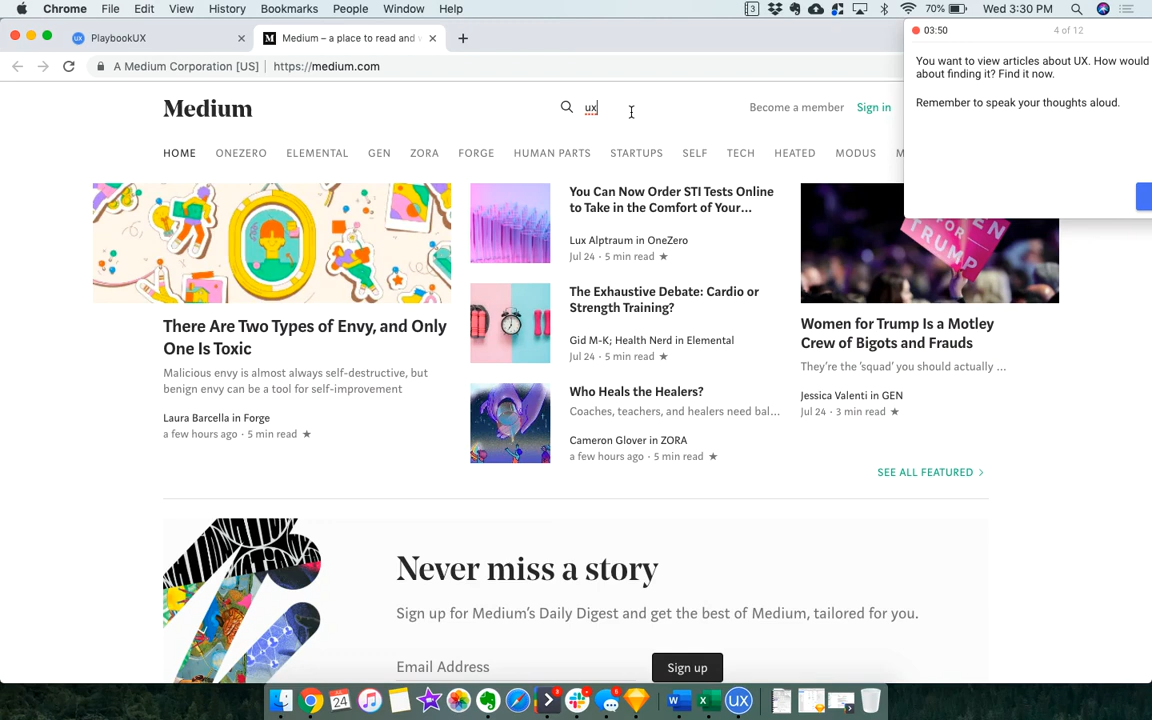 Chrome File Edit View History Bookmarks People Window Help
3 70% Wed 3:30 PM
PlaybookUX
Medium – a place to read and
A Medium Corporation [US] https://medium.com
03:50 4 of 12
You want to view articles about UX. How would
about finding it? Find it now.
Remember to speak your thoughts aloud.
Medium
ux
Become a member Sign in
HOME ONEZERO ELEMENTAL GEN ZORA FORGE HUMAN PARTS STARTUPS SELF TECH HEATED MODUS M
There Are Two Types of Envy, and Only
One Is Toxic
Malicious envy is almost always self-destructive, but
benign envy can be a tool for self-improvement
Laura Barcella in Forge
a few hours ago · 5 min read ★
You Can Now Order STI Tests Online
to Take in the Comfort of Your...
Lux Alptraum in OneZero
Jul 24 · 5 min read ★
The Exhaustive Debate: Cardio or
Strength Training?
Gid M-K; Health Nerd in Elemental
Jul 24 · 5 min read ★
Who Heals the Healers?
Coaches, teachers, and healers need bal...
Cameron Glover in ZORA
a few hours ago · 5 min read ★
FOR
TRUMP
Women for Trump Is a Motley
Crew of Bigots and Frauds
They're the 'squad' you should actually ...
Jessica Valenti in GEN
Jul 24 · 3 min read ★
SEE ALL FEATURED >
Never miss a story
Sign up for Medium's Daily Digest and get the best of Medium, tailored for you.
Email Address
Sign up
24
UX